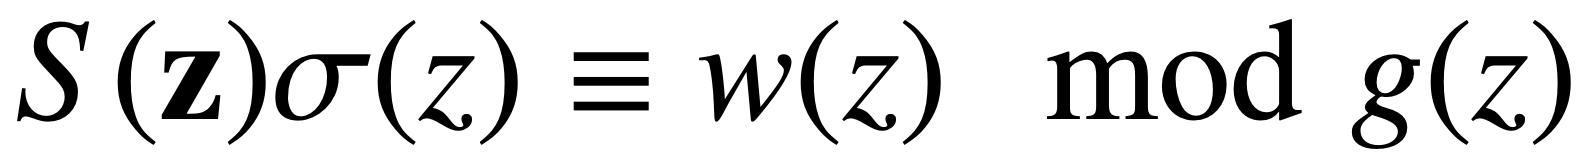 S(𝐳)σ(z) ≡ w(z) mod g(z)